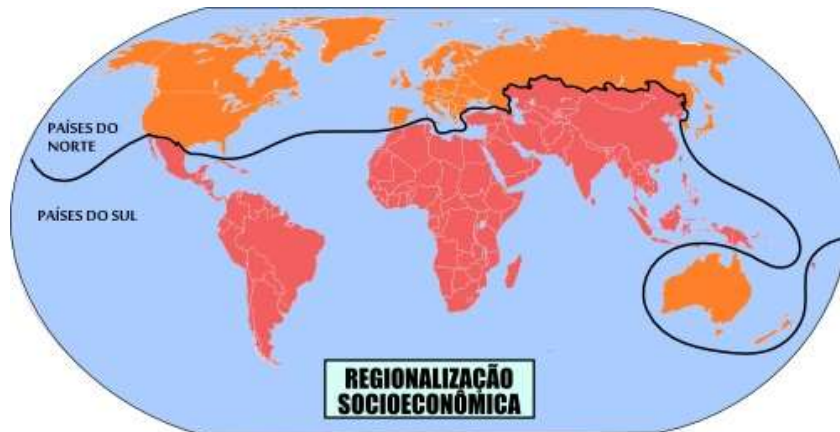 PAÍSES DO
NORTE
PAÍSES DO SUL
REGIONALIZAÇÃO
SOCIOECONÔMICA